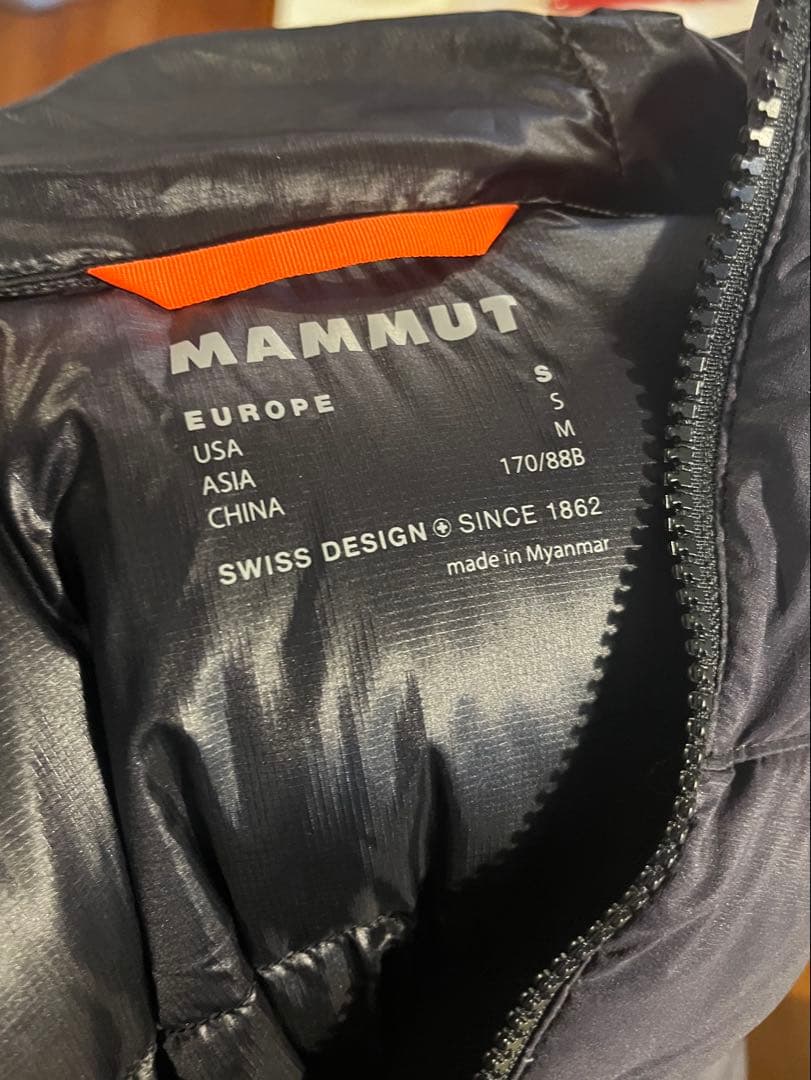 MAMMUT
EUROPE S
USA S
ASIA M
CHINA 170/88B
SWISS DESIGN SINCE 1862
made in Myanmar